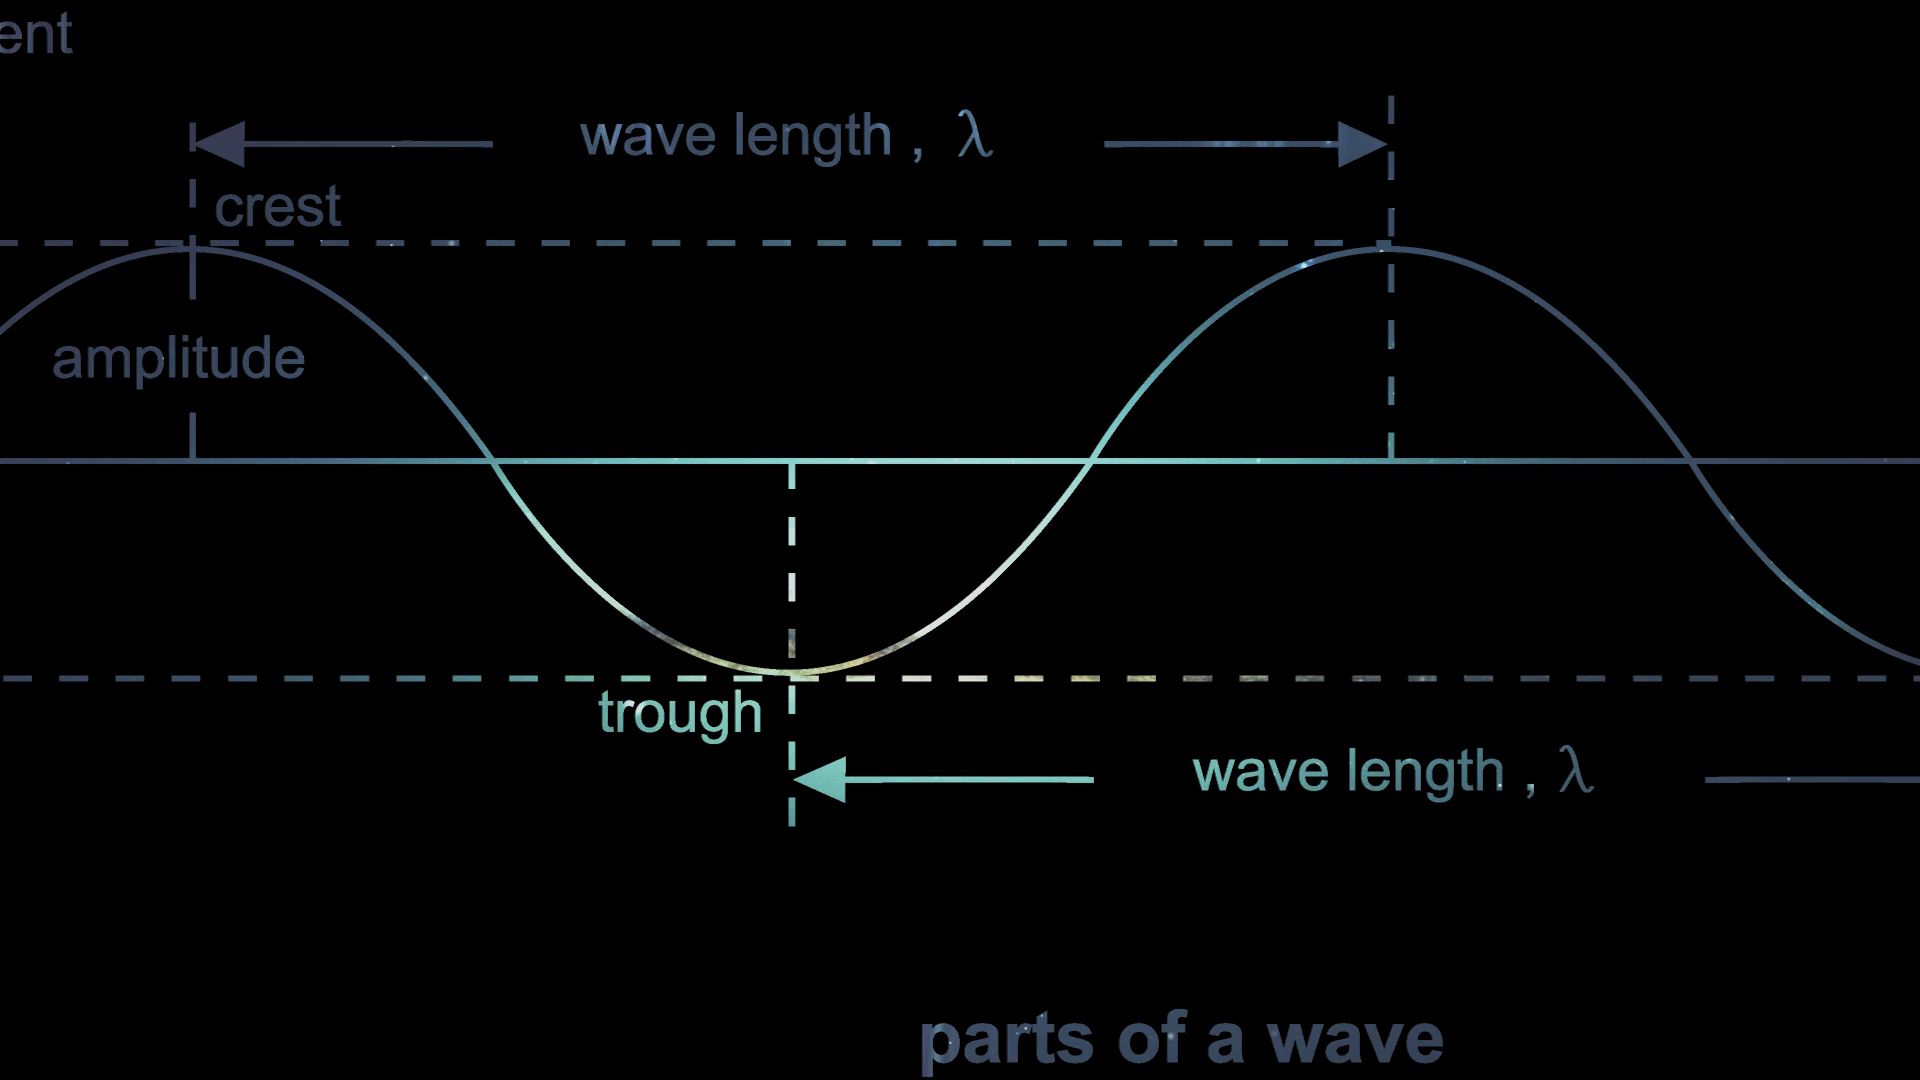 ent
wave length , λ
crest
amplitude
trough
wave length , λ
parts of a wave